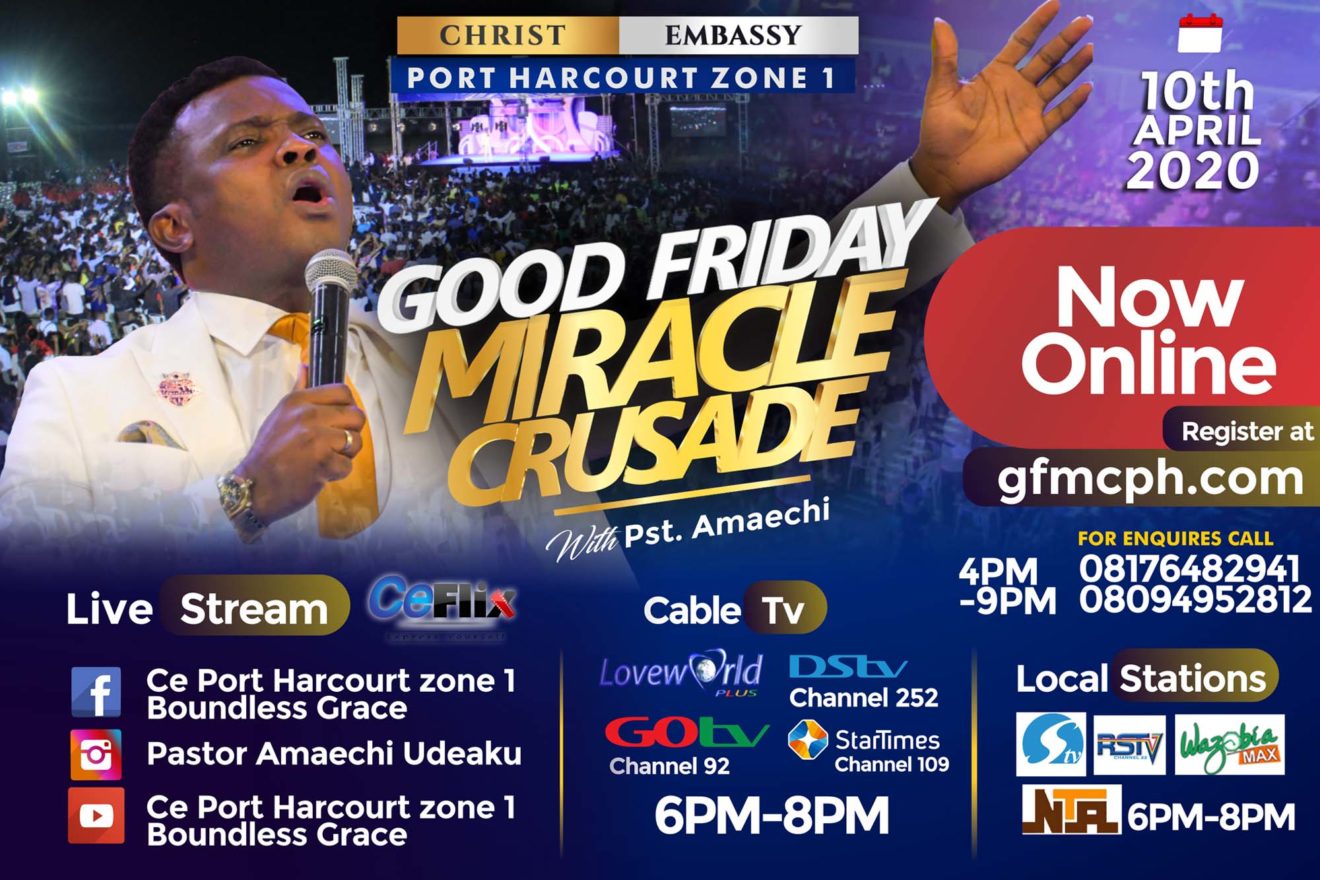 CHRIST EMBASSY
PORT HARCOURT ZONE 1
10th
APRIL
2020
GOOD FRIDAY
MIRACLE
CRUSADE
With Pst. Amaechi
Now
Online
Register at
gfmcph.com
FOR ENQUIRES CALL
4PM
-9PM
08176482941
08094952812
Live Stream
CeFlix
Ce Port Harcourt zone 1
Boundless Grace
Pastor Amaechi Udeaku
Ce Port Harcourt zone 1
Boundless Grace
Cable Tv
Loveworld
PLUS
DStv
Channel 252
GOtv
Channel 92
StarTimes
Channel 109
6PM-8PM
Local Stations
Stv
RSTV
Wazobia
MAX
NTA
6PM-8PM